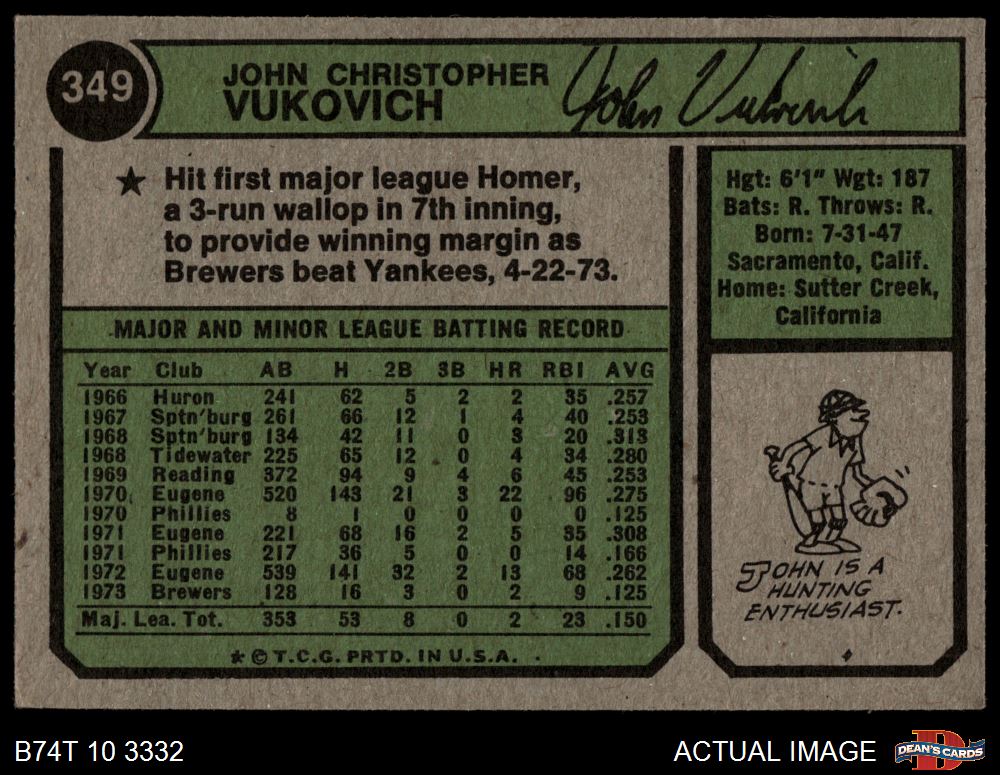 349
JOHN CHRISTOPHER
VUKOVICH
John Vukovich
★ Hit first major league Homer,
a 3-run wallop in 7th inning,
to provide winning margin as
Brewers beat Yankees, 4-22-73.
Hgt: 6'1" Wgt: 187
Bats: R. Throws: R.
Born: 7-31-47
Sacramento, Calif.
Home: Sutter Creek,
California
MAJOR AND MINOR LEAGUE BATTING RECORD
Year Club AB H 2B 3B HR RBI AVG
1966 Huron 241 62 5 2 2 35 .257
1967 Sptn'burg 261 66 12 1 4 40 .253
1968 Sptn'burg 134 42 11 0 3 20 .313
1968 Tidewater 225 65 12 0 4 34 .280
1969 Reading 372 94 9 4 6 45 .253
1970 Eugene 520 143 21 3 22 96 .275
1970 Phillies 8 1 0 0 0 0 .125
1971 Eugene 221 68 16 2 5 35 .308
1971 Phillies 217 36 5 0 0 14 .166
1972 Eugene 539 141 32 2 13 68 .262
1973 Brewers 128 16 3 0 2 9 .125
Maj. Lea. Tot. 353 53 8 0 2 23 .150
★ © T.C.G. PRTD. IN U.S.A.
JOHN IS A
HUNTING
ENTHUSIAST.
B74T 10 3332
ACTUAL IMAGE
D
DEAN'S CARDS